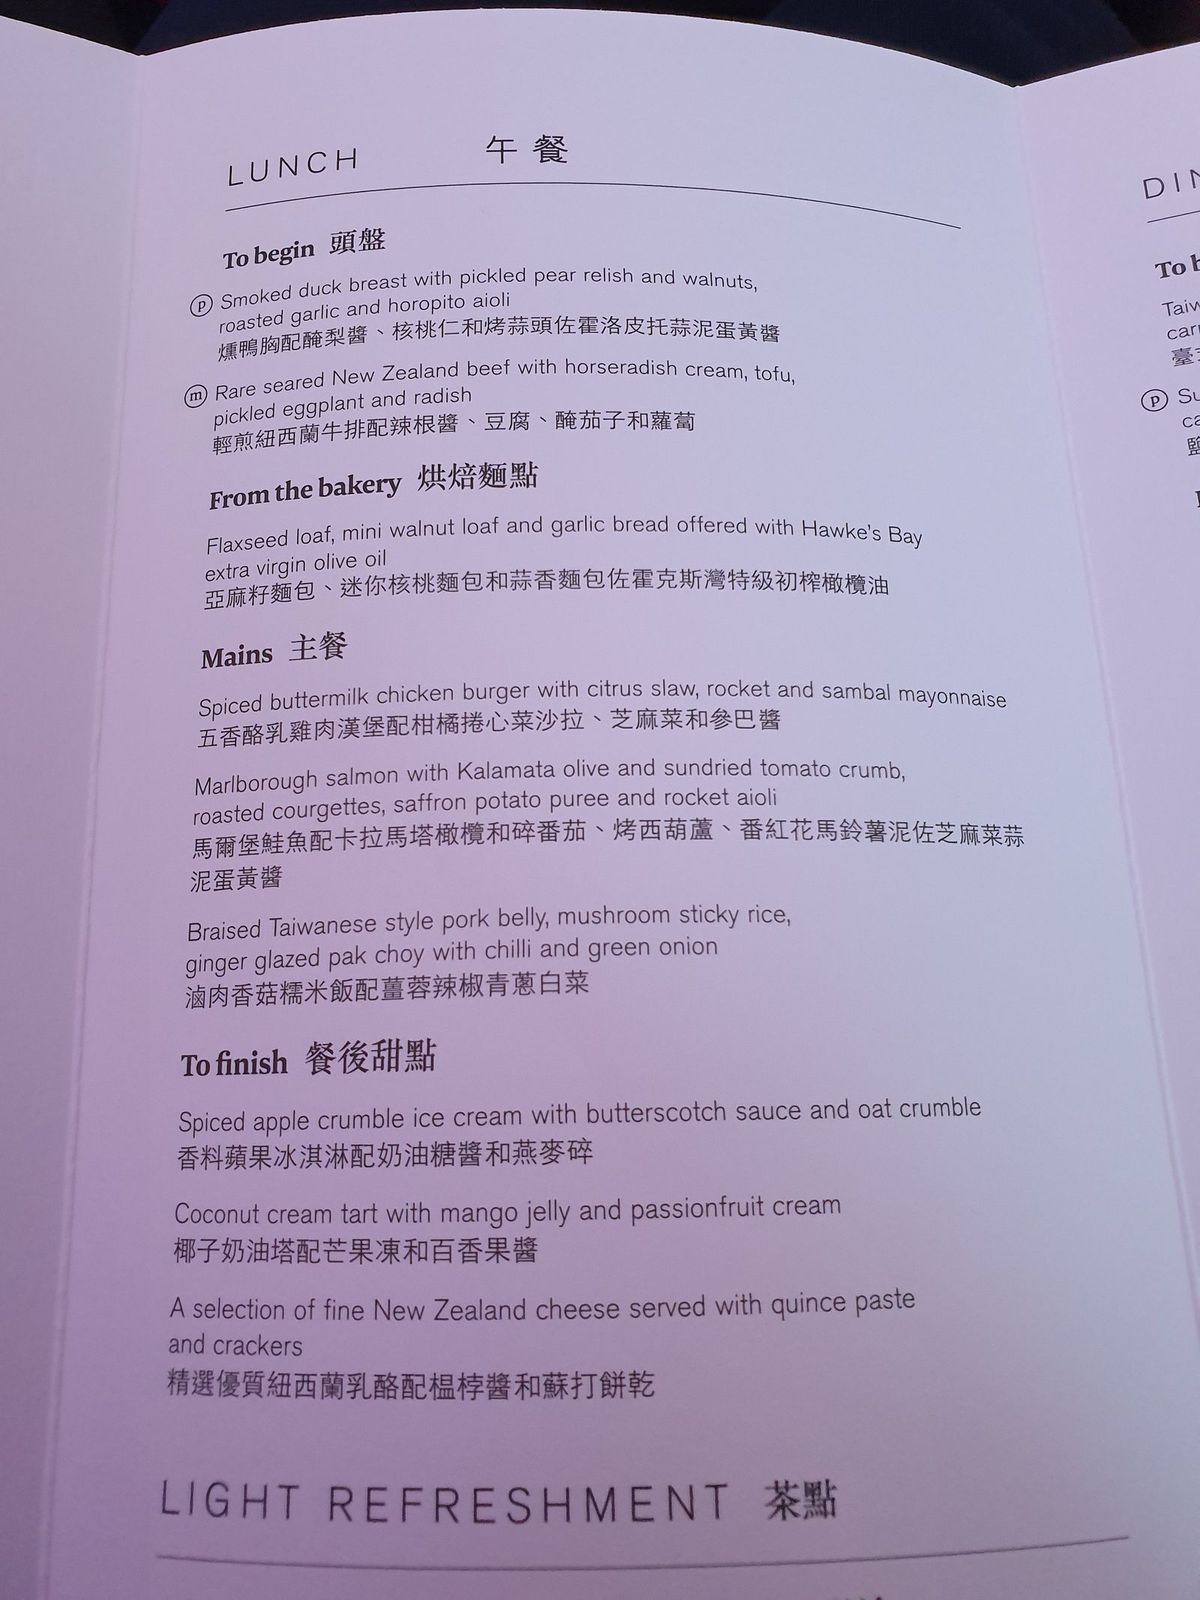 LUNCH 午餐
To begin 頭盤
p Smoked duck breast with pickled pear relish and walnuts,
roasted garlic and horopito aioli
燻鴨胸配醃梨醬、核桃仁和烤蒜頭佐霍洛皮托蒜泥蛋黃醬
m Rare seared New Zealand beef with horseradish cream, tofu,
pickled eggplant and radish
輕煎紐西蘭牛排配辣根醬、豆腐、醃茄子和蘿蔔
From the bakery 烘焙麵點
Flaxseed loaf, mini walnut loaf and garlic bread offered with Hawke's Bay
extra virgin olive oil
亞麻籽麵包、迷你核桃麵包和蒜香麵包佐霍克斯灣特級初榨橄欖油
Mains 主餐
Spiced buttermilk chicken burger with citrus slaw, rocket and sambal mayonnaise
五香酪乳雞肉漢堡配柑橘捲心菜沙拉、芝麻菜和參巴醬
Marlborough salmon with Kalamata olive and sundried tomato crumb,
roasted courgettes, saffron potato puree and rocket aioli
馬爾堡鮭魚配卡拉馬塔橄欖和碎番茄、烤西葫蘆、番紅花馬鈴薯泥佐芝麻菜蒜
泥蛋黃醬
Braised Taiwanese style pork belly, mushroom sticky rice,
ginger glazed pak choy with chilli and green onion
滷肉香菇糯米飯配薑蓉辣椒青蔥白菜
To finish 餐後甜點
Spiced apple crumble ice cream with butterscotch sauce and oat crumble
香料蘋果冰淇淋配奶油糖醬和燕麥碎
Coconut cream tart with mango jelly and passionfruit cream
椰子奶油塔配芒果凍和百香果醬
A selection of fine New Zealand cheese served with quince paste
and crackers
精選優質紐西蘭乳酪配榲桲醬和蘇打餅乾
LIGHT REFRESHMENT 茶點
DIN
To b
Taiw
carr
臺式
p Su
ca
鹽